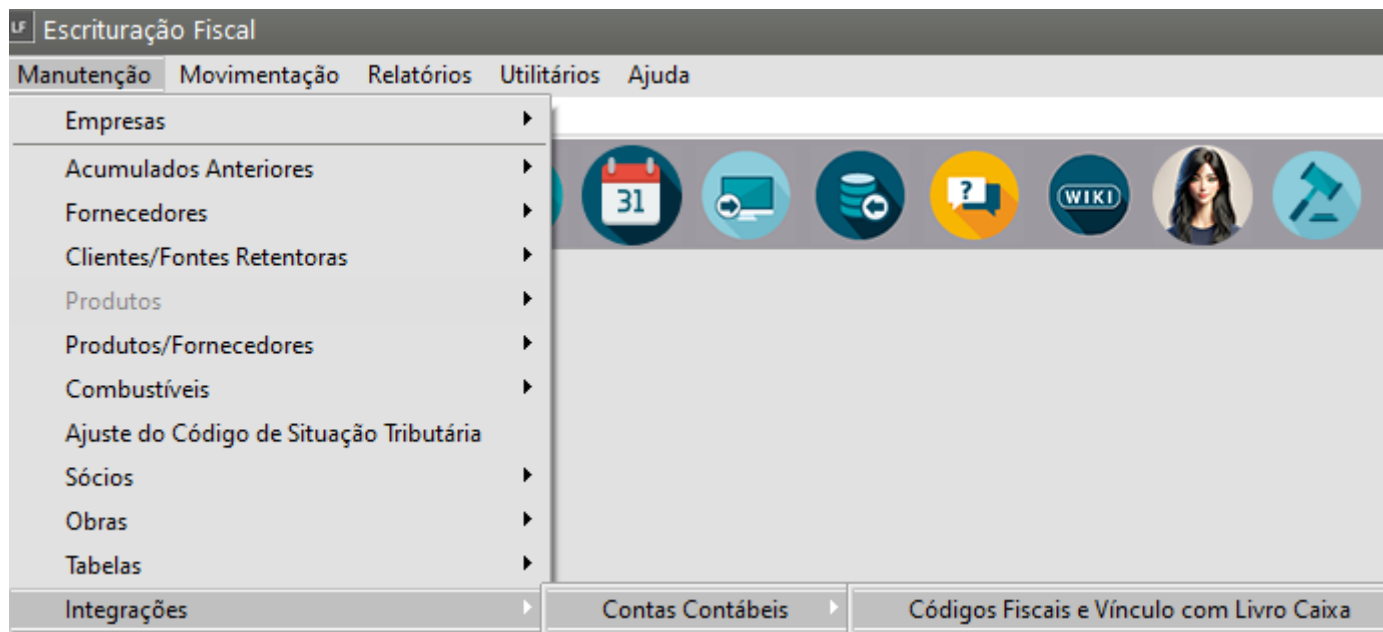 LF Escrituração Fiscal
Manutenção Movimentação Relatórios Utilitários Ajuda
Empresas
Acumulados Anteriores
Fornecedores
Clientes/Fontes Retentoras
Produtos
Produtos/Fornecedores
Combustíveis
Ajuste do Código de Situação Tributária
Sócios
Obras
Tabelas
Integrações Contas Contábeis Códigos Fiscais e Vínculo com Livro Caixa
31 ? WIKI